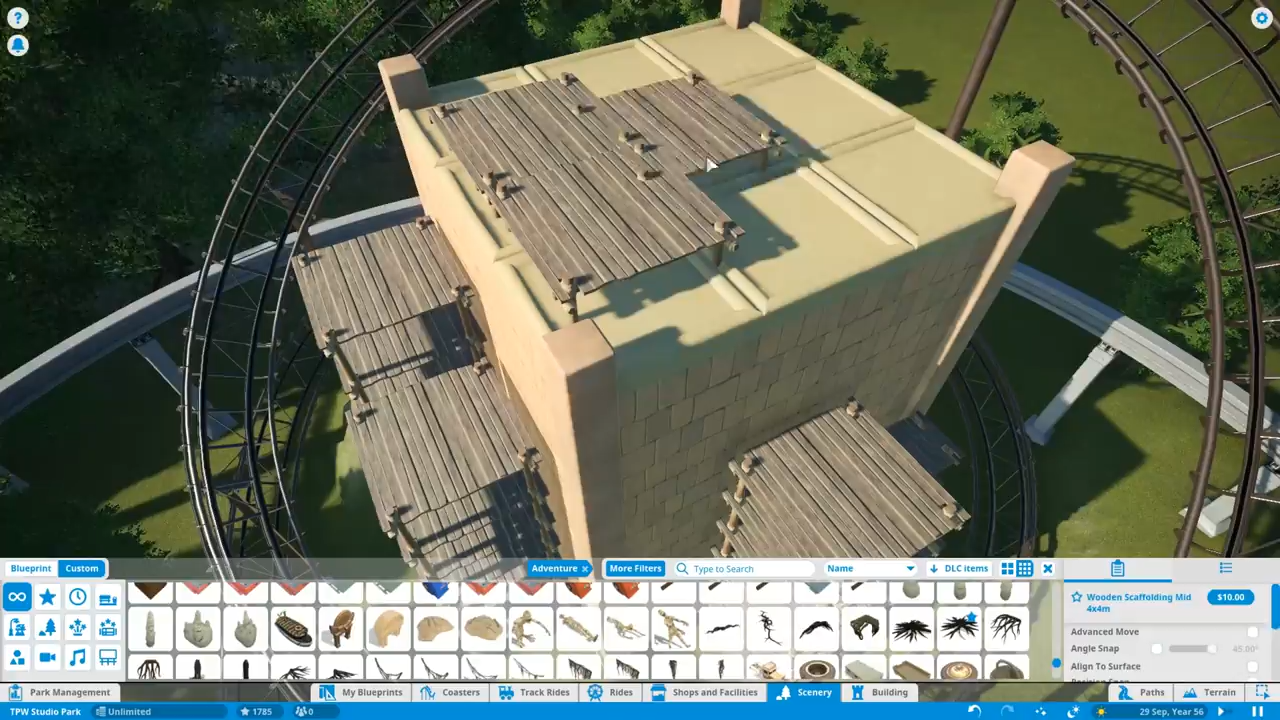 ?
Blueprint
Custom
Adventure ×
More Filters
Type to Search
Name
DLC items
Wooden Scaffolding Mid 4x4m
$10.00
Advanced Move
Angle Snap
45.00°
Align To Surface
Park Management
My Blueprints
Coasters
Track Rides
Rides
Shops and Facilities
Scenery
Building
Paths
Terrain
TPW Studio Park
Unlimited
1785
0
29 Sep, Year 56